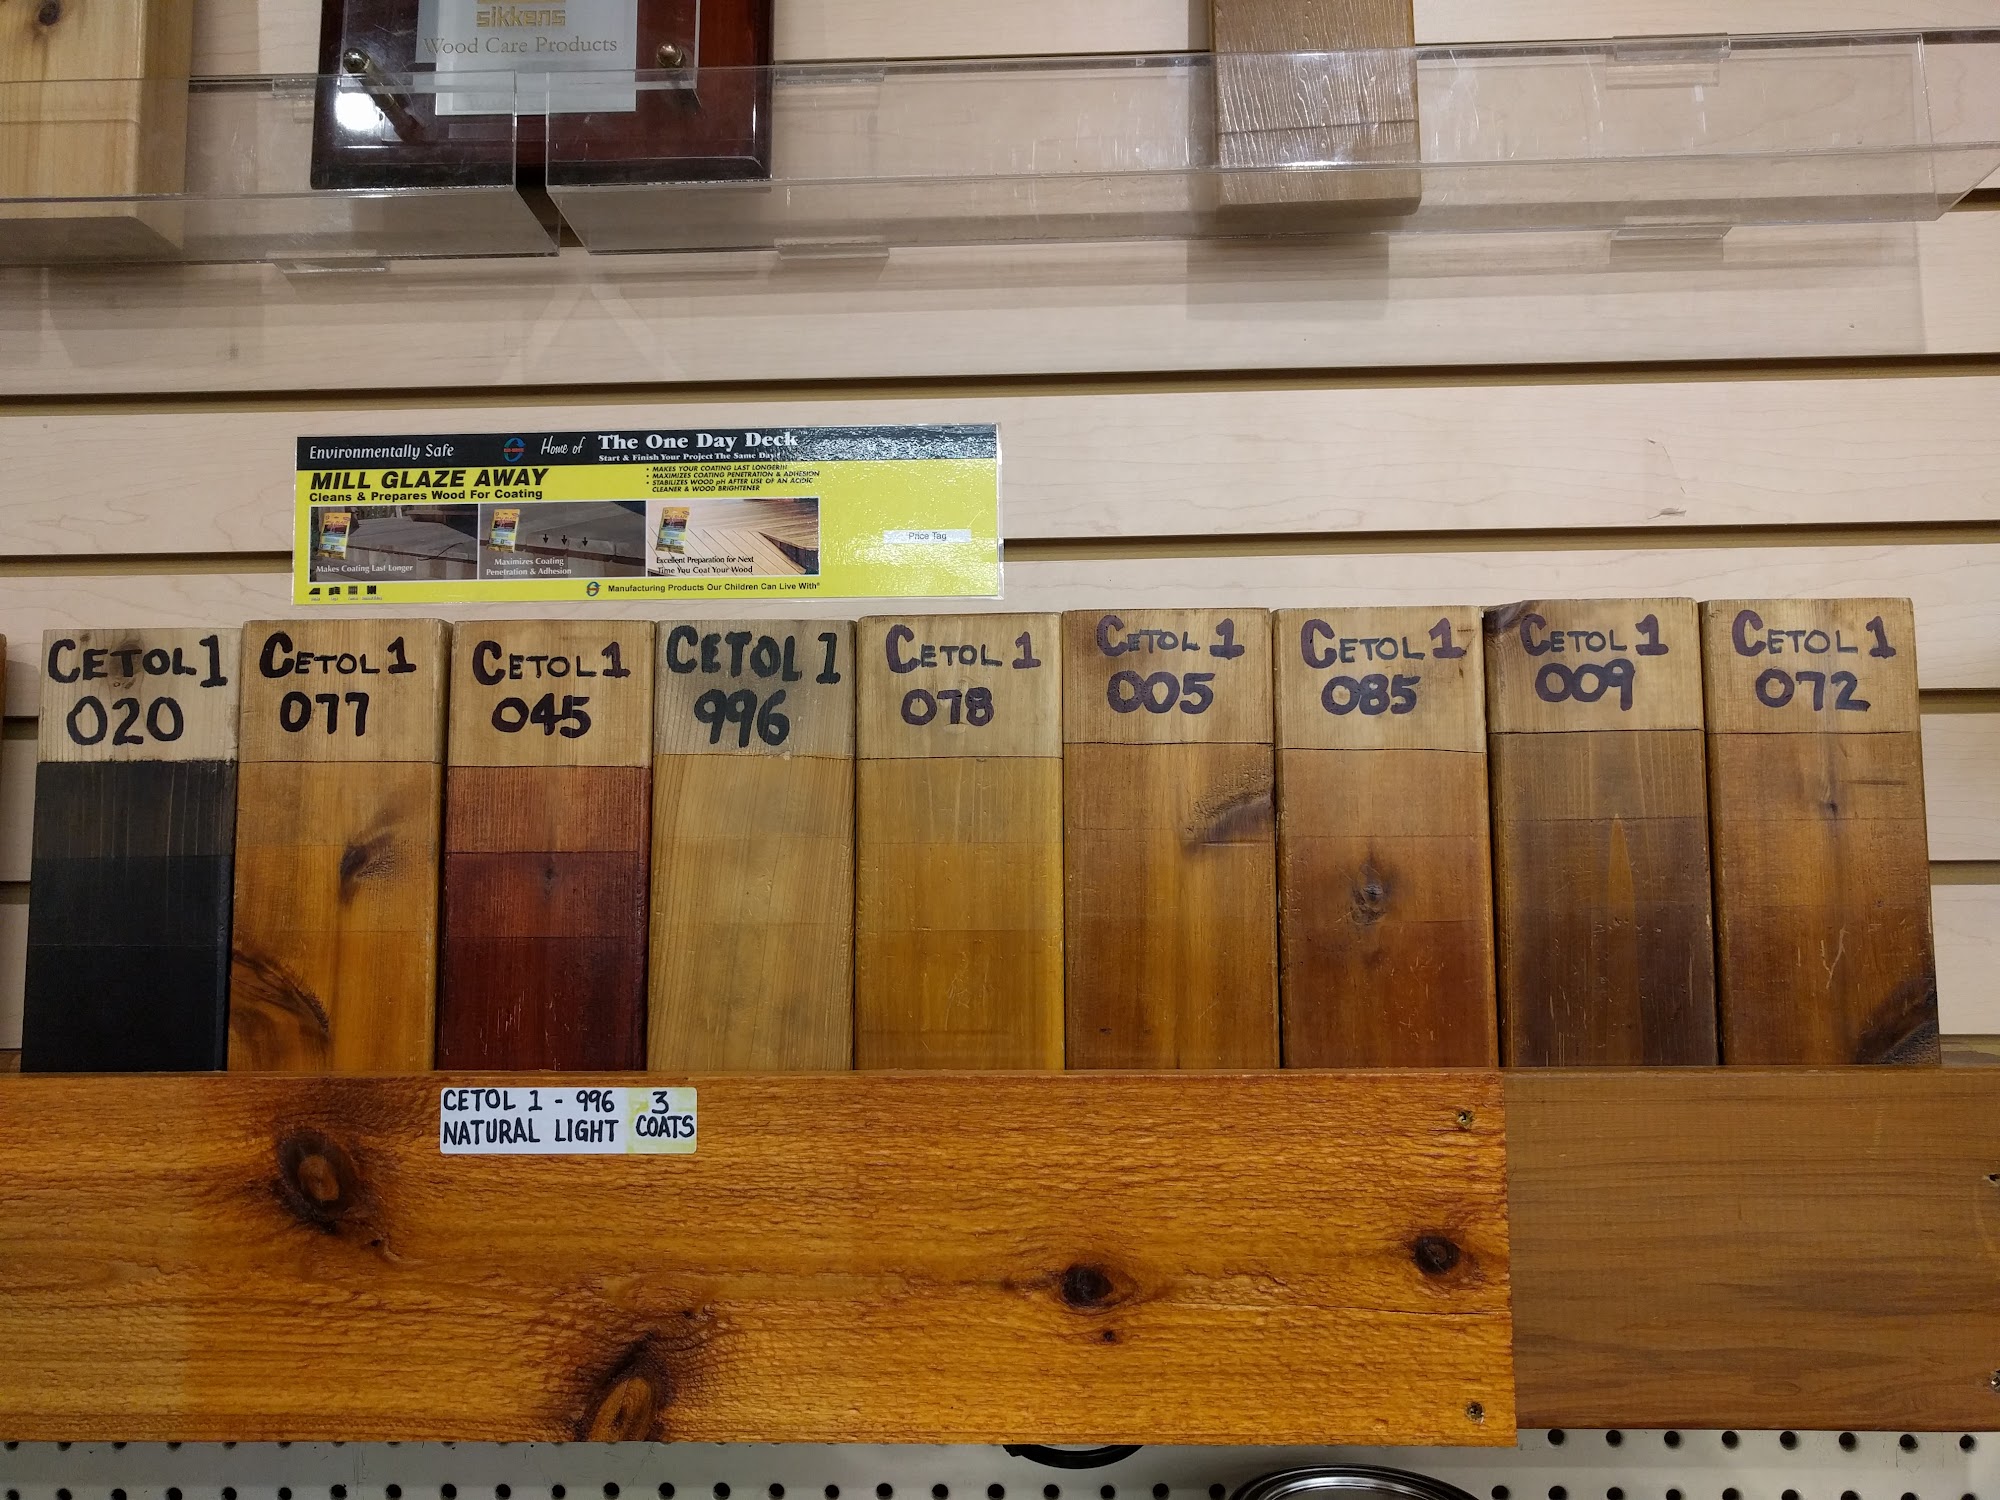 sikkens
Wood Care Products
Environmentally Safe
Home of
The One Day Deck
Start & Finish Your Project The Same Day!
MILL GLAZE AWAY
Cleans & Prepares Wood For Coating
• MAKES YOUR COATING LAST LONGER!!!
• MAXIMIZES COATING PENETRATION & ADHESION
• STABILIZES WOOD pH AFTER USE OF AN ACIDIC
CLEANER & WOOD BRIGHTENER
Makes Coating Last Longer
Maximizes Coating
Penetration & Adhesion
Excellent Preparation for Next
Time You Coat Your Wood
Price Tag
Manufacturing Products Our Children Can Live With®
CETOL 1
020
CETOL 1
077
CETOL 1
045
CETOL 1
996
CETOL 1
078
CETOL 1
005
CETOL 1
085
CETOL 1
009
CETOL 1
072
CETOL 1 - 996
NATURAL LIGHT
3
COATS